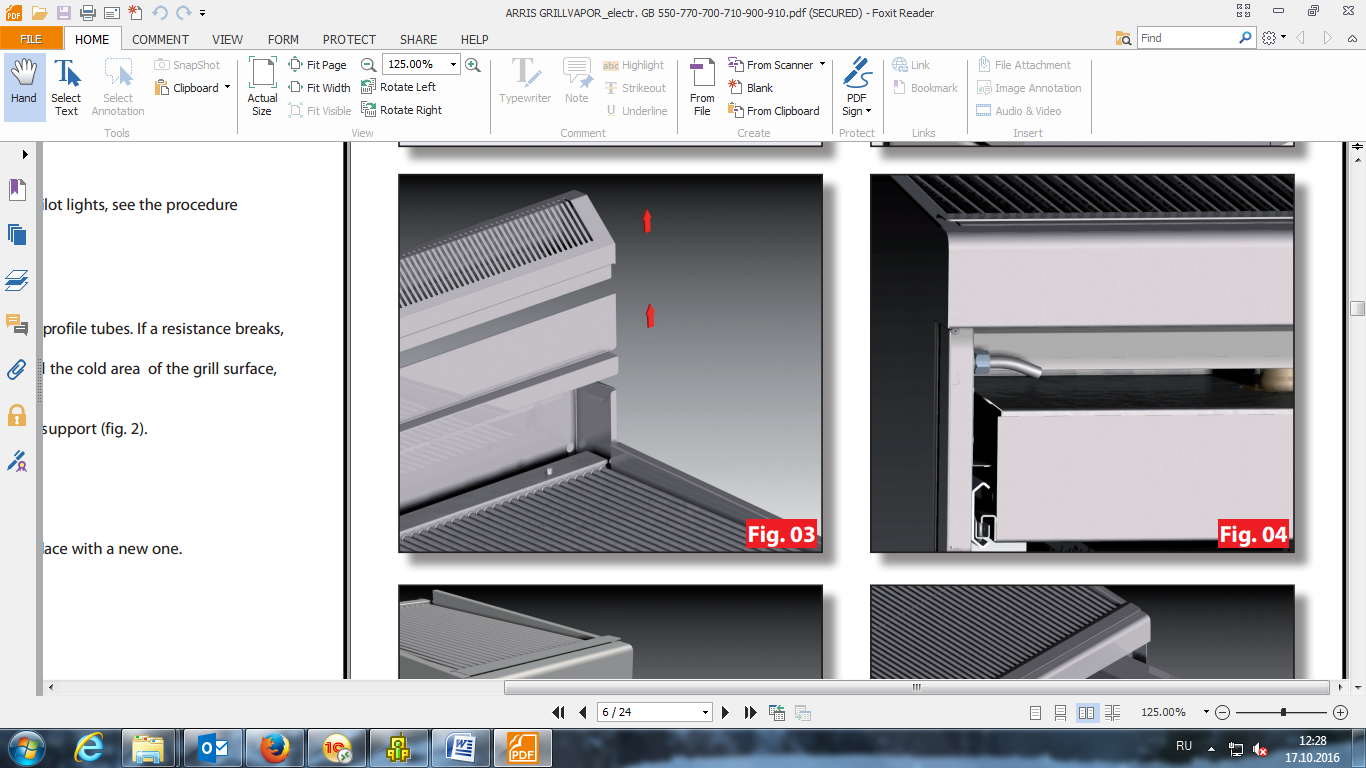 ARRIS GRILLVAPOR_electr. GB 550-770-700-710-900-910.pdf (SECURED) - Foxit Reader
FILE HOME COMMENT VIEW FORM PROTECT SHARE HELP
Find
Hand
Select Text
Select Annotation
SnapShot
Clipboard
Tools
Actual Size
Fit Page
Fit Width
Fit Visible
125.00%
Rotate Left
Rotate Right
View
Typewriter
Note
Highlight
Strikeout
Underline
Comment
From File
From Scanner
Blank
From Clipboard
Create
PDF Sign
Protect
Link
Bookmark
Links
File Attachment
Image Annotation
Audio & Video
Insert
ilot lights, see the procedure
profile tubes. If a resistance breaks,
l the cold area of the grill surface,
support (fig. 2).
lace with a new one.
Fig. 03
Fig. 04
6 / 24
125.00%
RU
12:28
17.10.2016